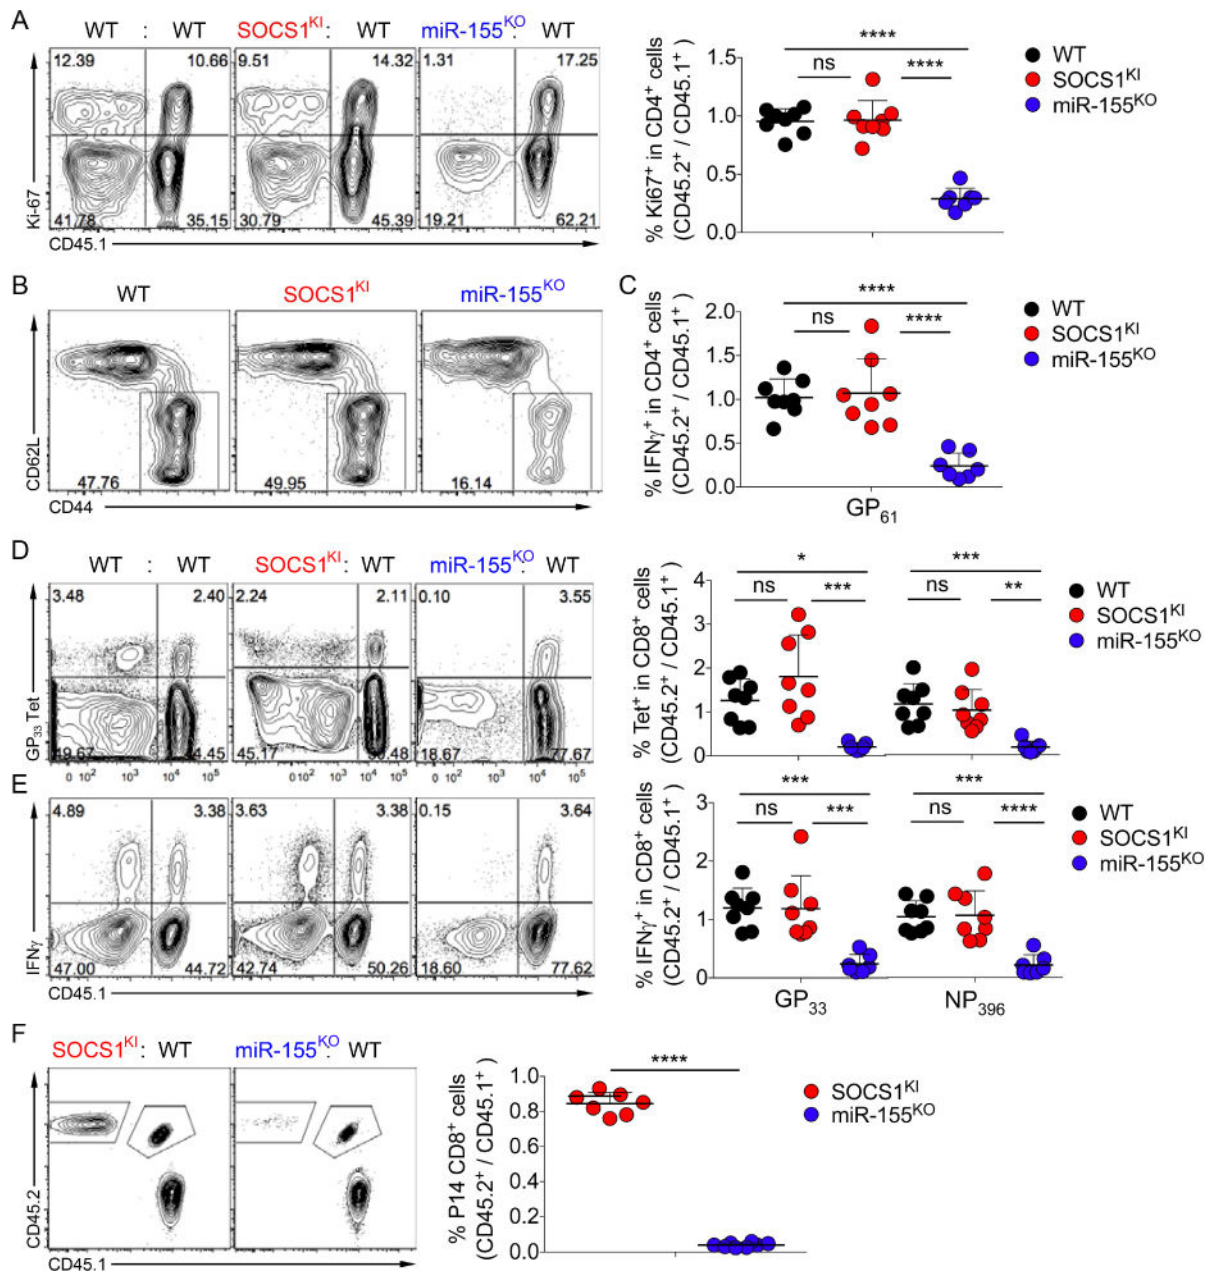 A
WT : WT SOCS1KI: WT miR-155KO: WT
12.39 10.66 9.51 14.32 1.31 17.25
41.78 35.15 30.79 45.39 19.21 62.21
Ki-67
CD45.1
% Ki67+ in CD4+ cells
(CD45.2+ / CD45.1+)
1.5
1.0
0.5
0.0
ns
****
****
WT
SOCS1KI
miR-155KO
B
WT SOCS1KI miR-155KO
47.76 49.95 16.14
CD62L
CD44
C
% IFNγ+ in CD4+ cells
(CD45.2+ / CD45.1+)
2.0
1.5
1.0
0.5
0.0
ns
****
****
GP61
WT
SOCS1KI
miR-155KO
D
WT : WT SOCS1KI: WT miR-155KO: WT
3.48 2.40 2.24 2.11 0.10 3.55
45.17 18.67 77.67
GP33 Tet
0 102 103 104 105 0 102 103 104 105 0 102 103 104 105
% Tet+ in CD8+ cells
(CD45.2+ / CD45.1+)
4
3
2
1
0
*
ns
***
***
ns
**
WT
SOCS1KI
miR-155KO
E
4.89 3.38 3.63 3.38 0.15 3.64
47.00 44.72 42.74 50.26 18.60 77.62
IFNγ
CD45.1
% IFNγ+ in CD8+ cells
(CD45.2+ / CD45.1+)
3
2
1
0
***
ns
***
***
ns
****
GP33 NP396
WT
SOCS1KI
miR-155KO
F
SOCS1KI: WT miR-155KO: WT
CD45.2
CD45.1
% P14 CD8+ cells
(CD45.2+ / CD45.1+)
1.0
0.8
0.6
0.4
0.2
0.0
****
SOCS1KI
miR-155KO